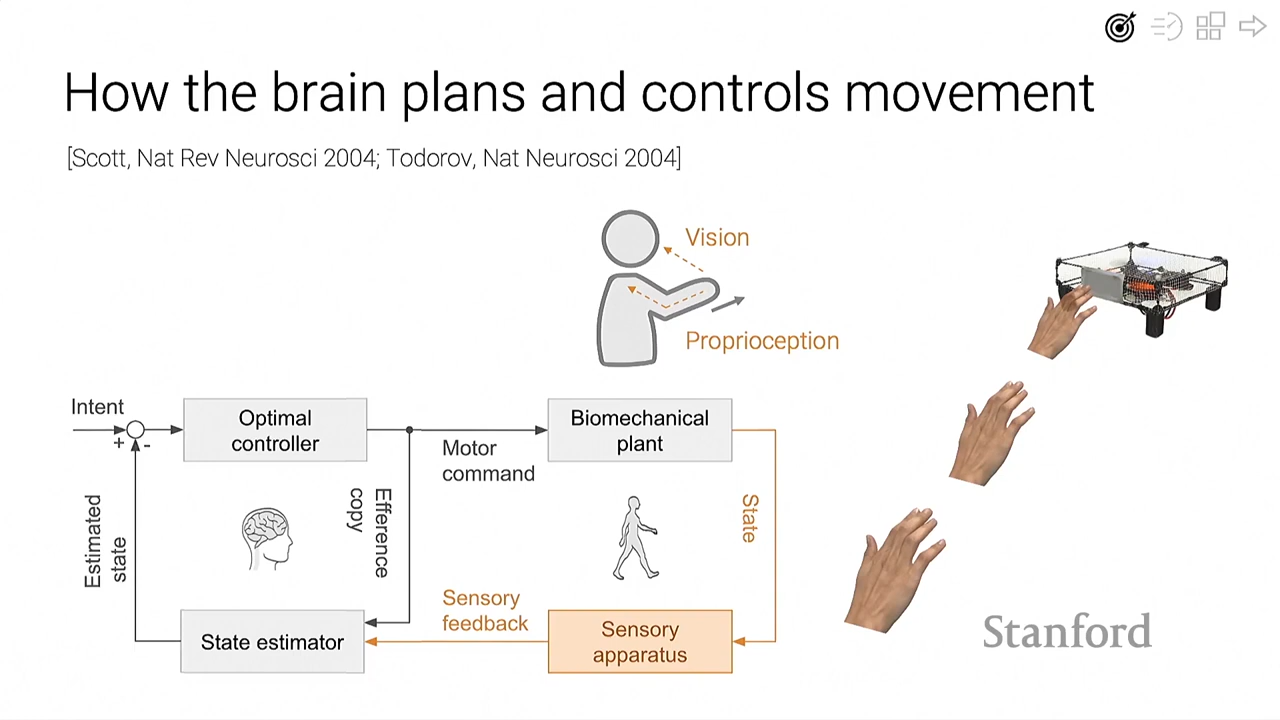 How the brain plans and controls movement
[Scott, Nat Rev Neurosci 2004; Todorov, Nat Neurosci 2004]
Vision
Proprioception
Intent
+
-
Optimal
controller
Motor
command
Biomechanical
plant
Estimated
state
Efference
copy
State
State estimator
Sensory
feedback
Sensory
apparatus
Stanford